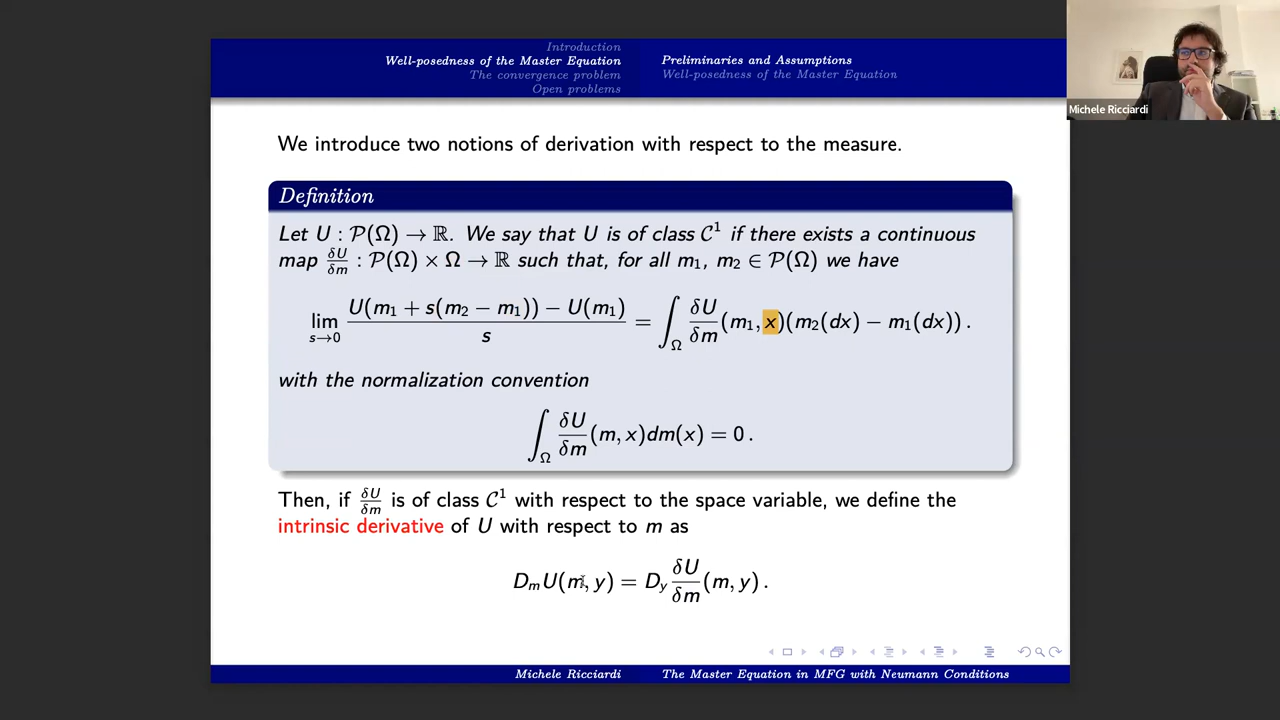 Introduction
Well-posedness of the Master Equation
The convergence problem
Open problems
Preliminaries and Assumptions
Well-posedness of the Master Equation
Michele Ricciardi
We introduce two notions of derivation with respect to the measure.
Definition
Let U : 𝒫(Ω) → ℝ. We say that U is of class 𝒞¹ if there exists a continuous
map δU/δm : 𝒫(Ω) × Ω → ℝ such that, for all m₁, m₂ ∈ 𝒫(Ω) we have
lim_{s→0} (U(m₁ + s(m₂ − m₁)) − U(m₁))/s = ∫_Ω δU/δm (m₁, x)(m₂(dx) − m₁(dx)) .
with the normalization convention
∫_Ω δU/δm (m, x)dm(x) = 0 .
Then, if δU/δm is of class 𝒞¹ with respect to the space variable, we define the
intrinsic derivative of U with respect to m as
D_m U(m, y) = D_y δU/δm (m, y) .
Michele Ricciardi
The Master Equation in MFG with Neumann Conditions